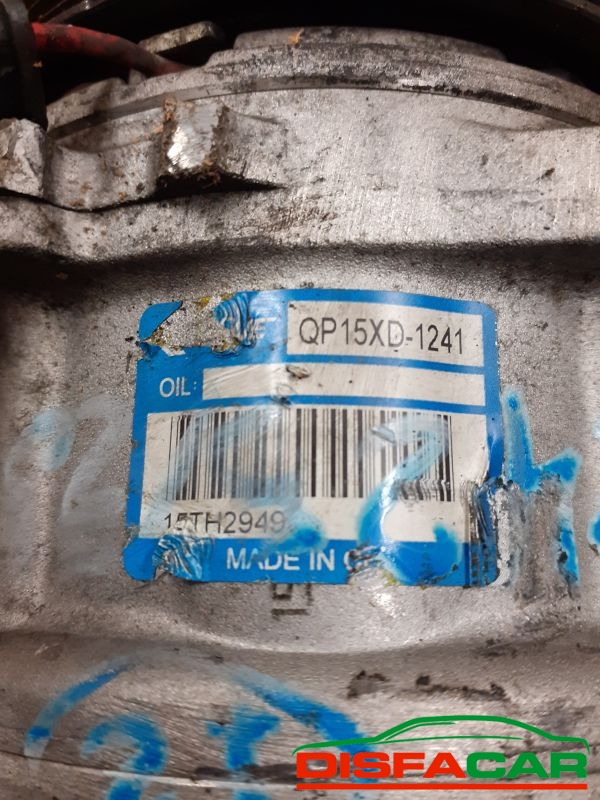 QP15XD-1241
OIL:
15TH2949
MADE IN
DISFACAR